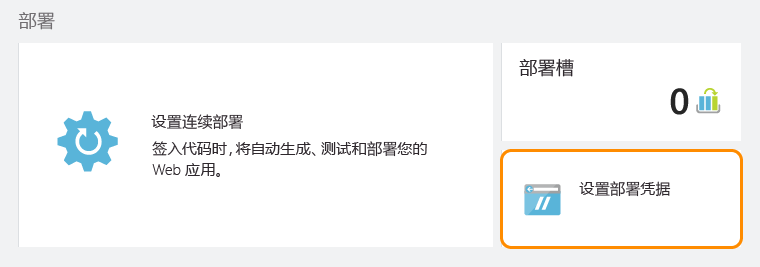 部署
设置连续部署
签入代码时，将自动生成、测试和部署您的
Web 应用。
部署槽
0
设置部署凭据